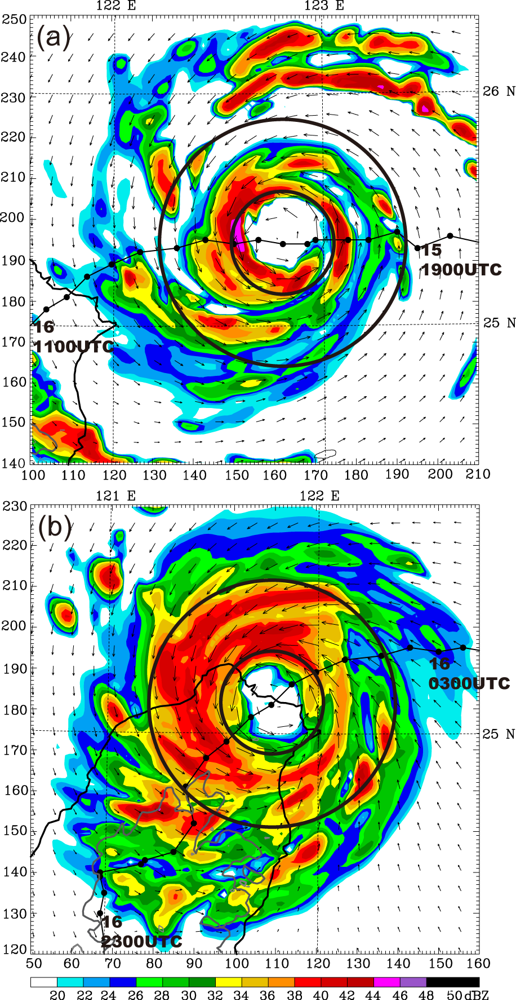 122 E 123 E
(a)
250
240
230
220
210
200
190
180
170
160
150
140
26 N
25 N
15
1900UTC
16
1100UTC
100 110 120 130 140 150 160 170 180 190 200 210
121 E 122 E
(b)
230
220
210
200
190
180
170
160
150
140
130
120
25 N
16
0300UTC
16
2300UTC
50 60 70 80 90 100 110 120 130 140 150 160
20 22 24 26 28 30 32 34 36 38 40 42 44 46 48 50 dBZ